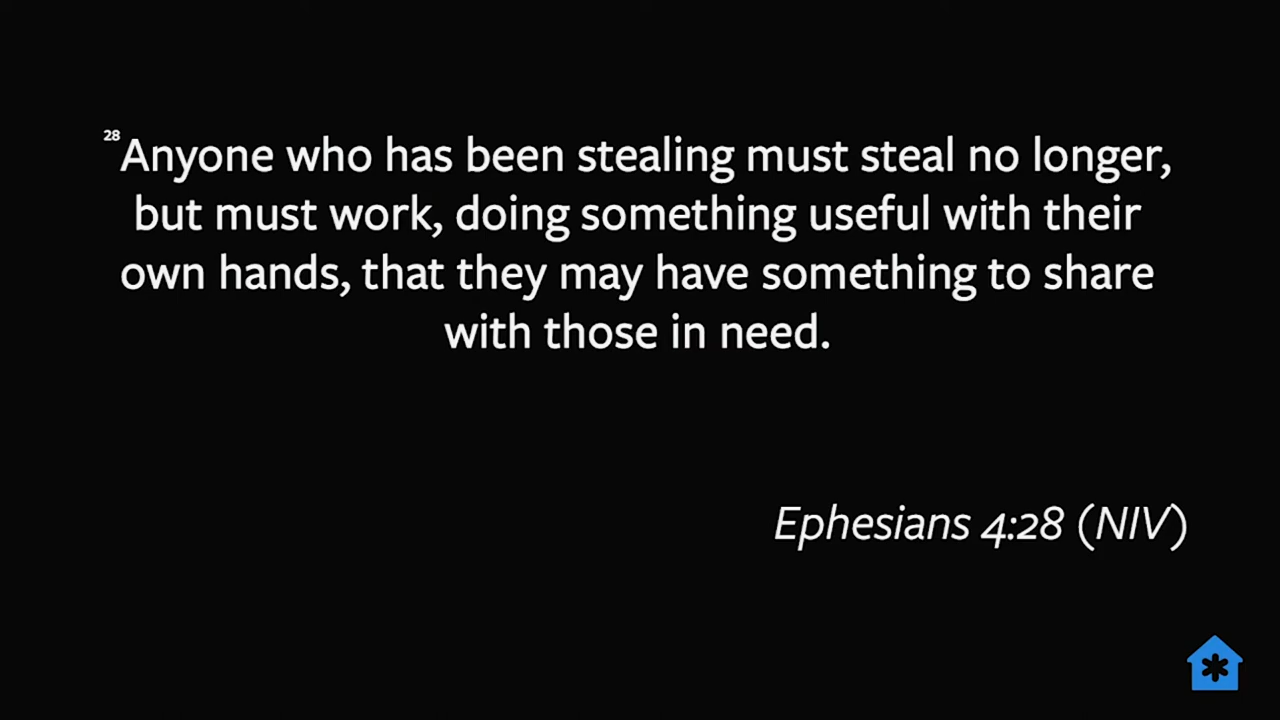 28Anyone who has been stealing must steal no longer,
but must work, doing something useful with their
own hands, that they may have something to share
with those in need.
Ephesians 4:28 (NIV)